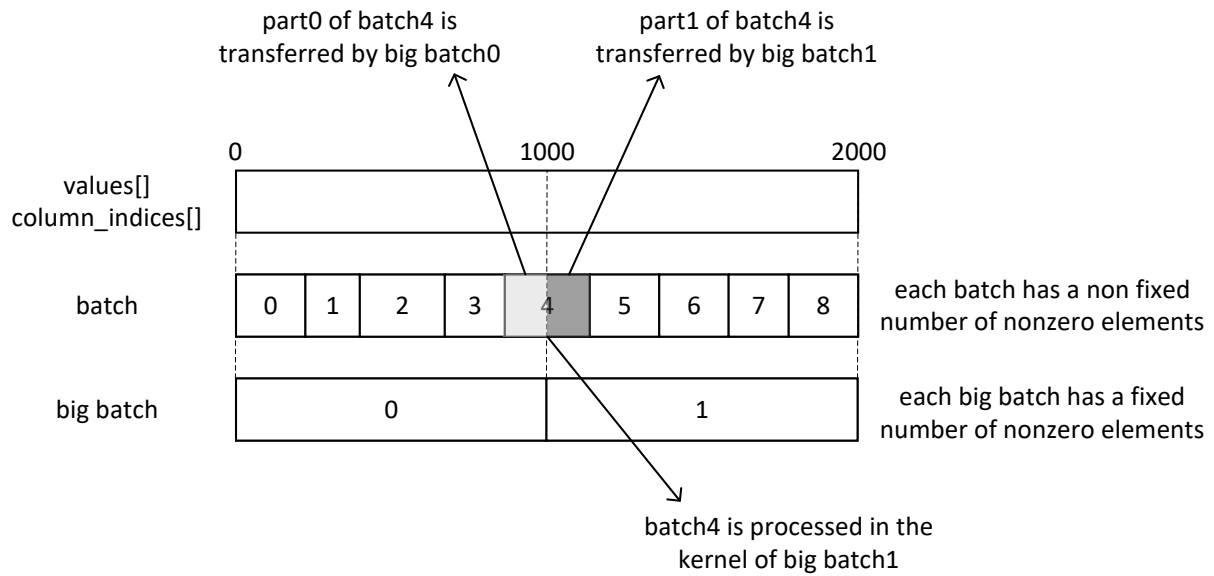 part0 of batch4 is
transferred by big batch0
part1 of batch4 is
transferred by big batch1
0 1000 2000
values[]
column_indices[]
batch 0 1 2 3 4 5 6 7 8
each batch has a non fixed
number of nonzero elements
big batch 0 1
each big batch has a fixed
number of nonzero elements
batch4 is processed in the
kernel of big batch1